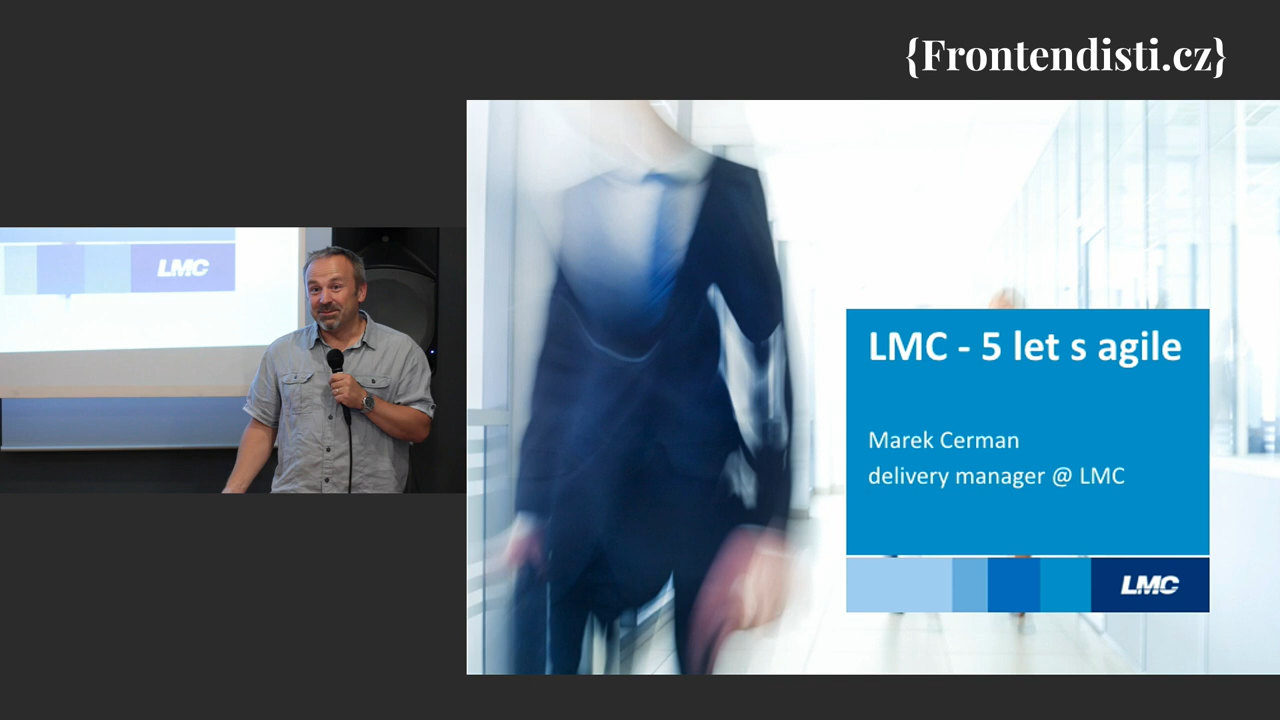 {Frontendisti.cz}
LMC
LMC - 5 let s agile
Marek Cerman
delivery manager @ LMC
LMC